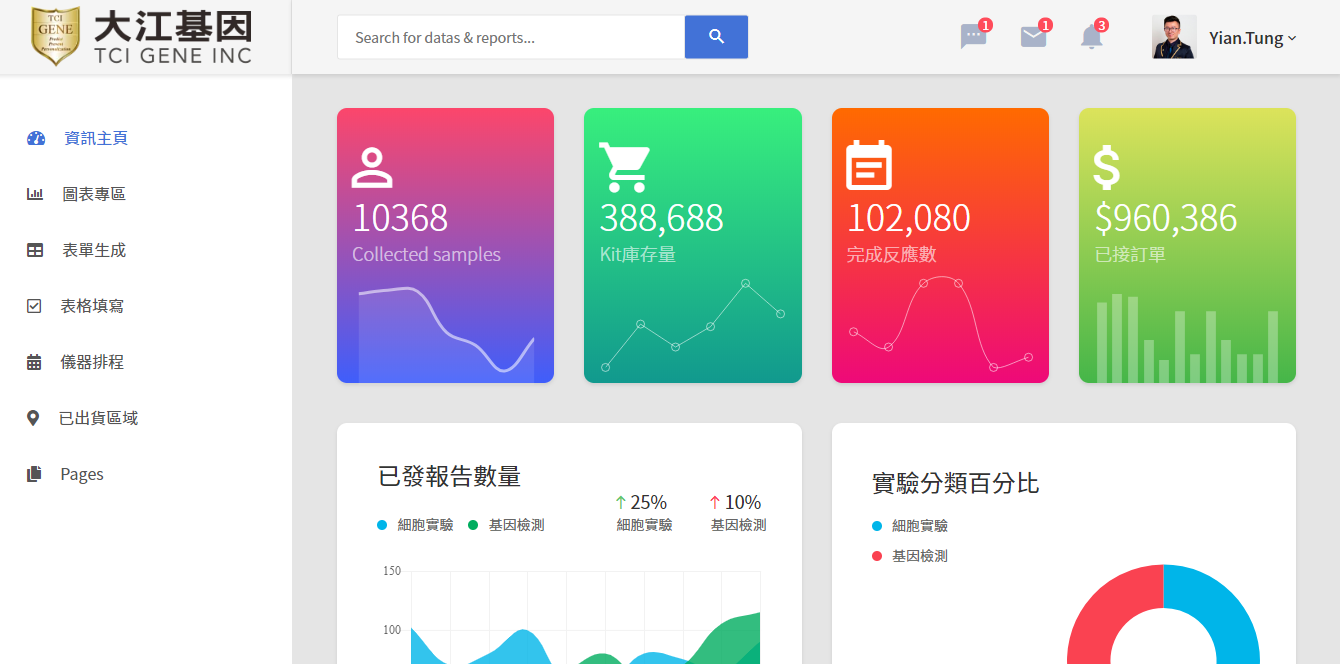 TCI
GENE
大江基因
TCI GENE INC
Search for datas & reports...
1
1
3
Yian.Tung
資訊主頁
圖表專區
表單生成
表格填寫
儀器排程
已出貨區域
Pages
10368
Collected samples
388,688
Kit庫存量
102,080
完成反應數
$960,386
已接訂單
已發報告數量
細胞實驗 基因檢測
25% 10%
細胞實驗 基因檢測
150
100
實驗分類百分比
細胞實驗
基因檢測